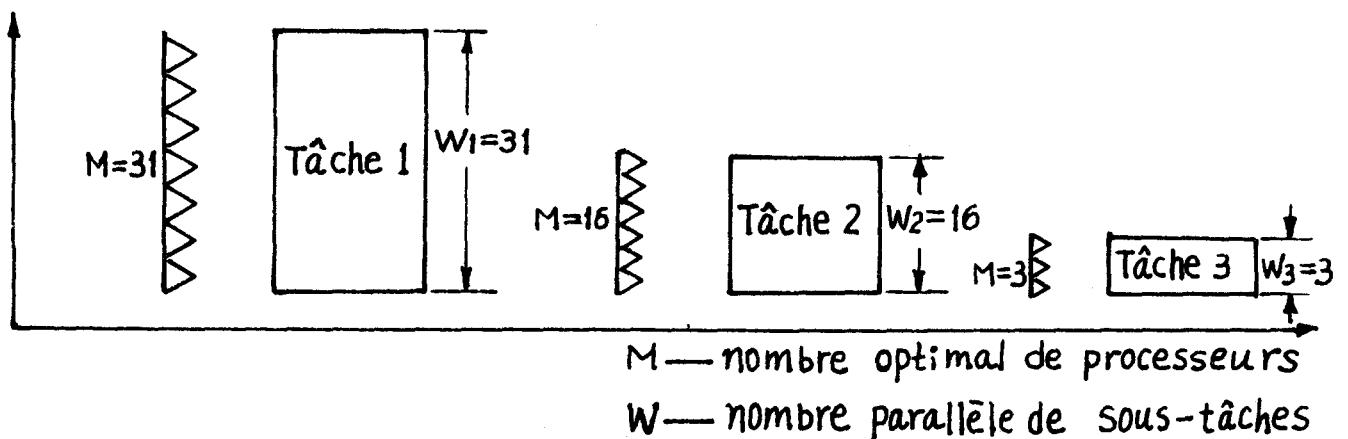 M=31
Tâche 1
W1=31
M=16
Tâche 2
W2=16
M=3
Tâche 3
W3=3
M — nombre optimal de processeurs
W — nombre parallēle de sous-tâches